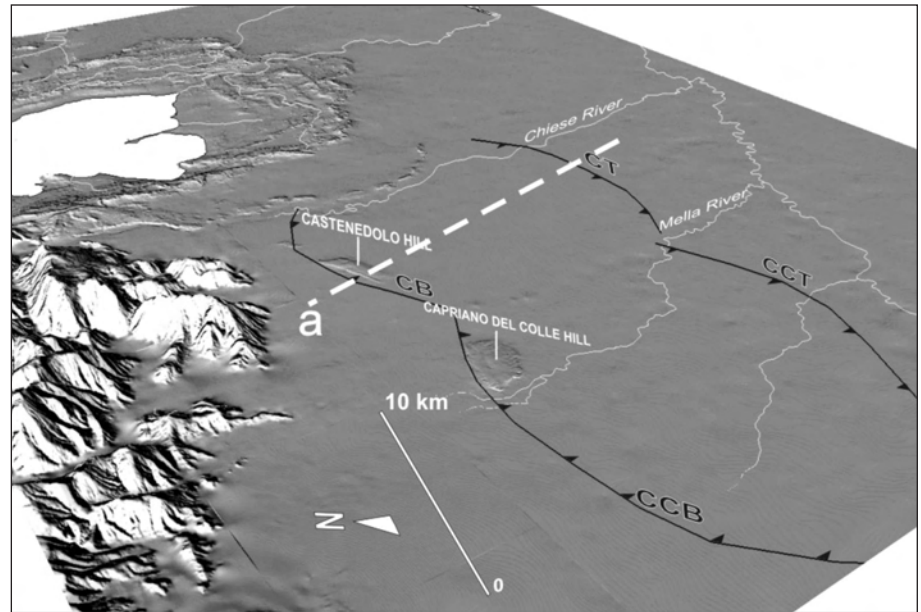 Chiese River
CT
Mella River
CASTENEDOLO HILL
CCT
CB
a
CAPRIANO DEL COLLE HILL
10 km
CCB
N
0